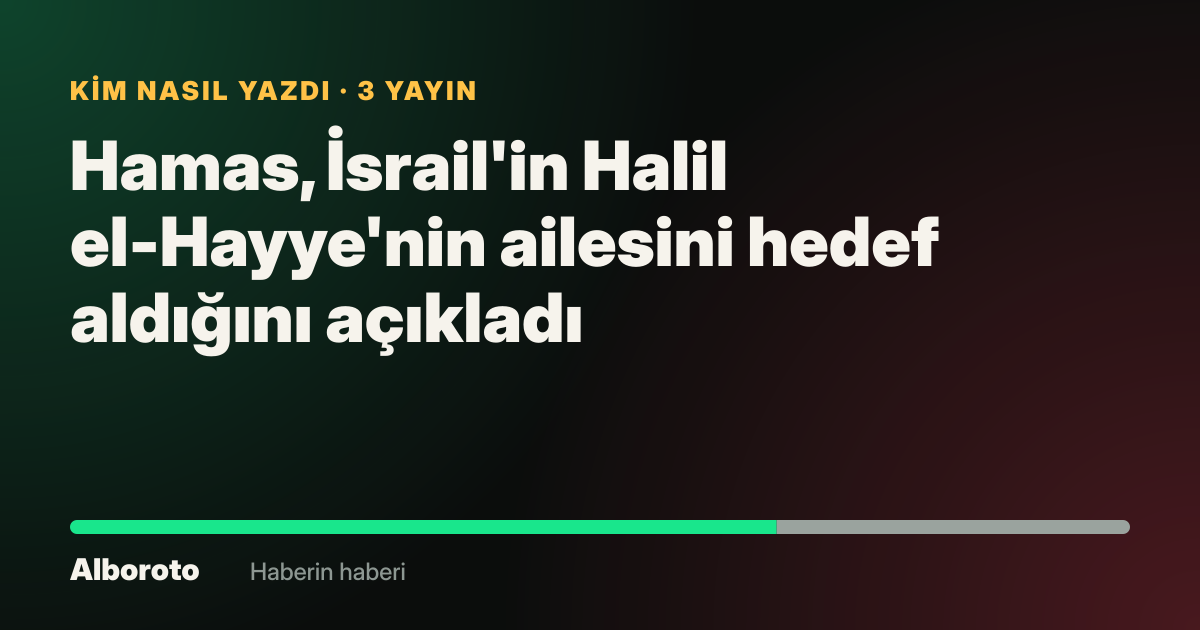 KİM NASIL YAZDI · 3 YAYIN
Hamas, İsrail'in Halil
el-Hayye'nin ailesini hedef
aldığını açıkladı
Alboroto
Haberin haberi